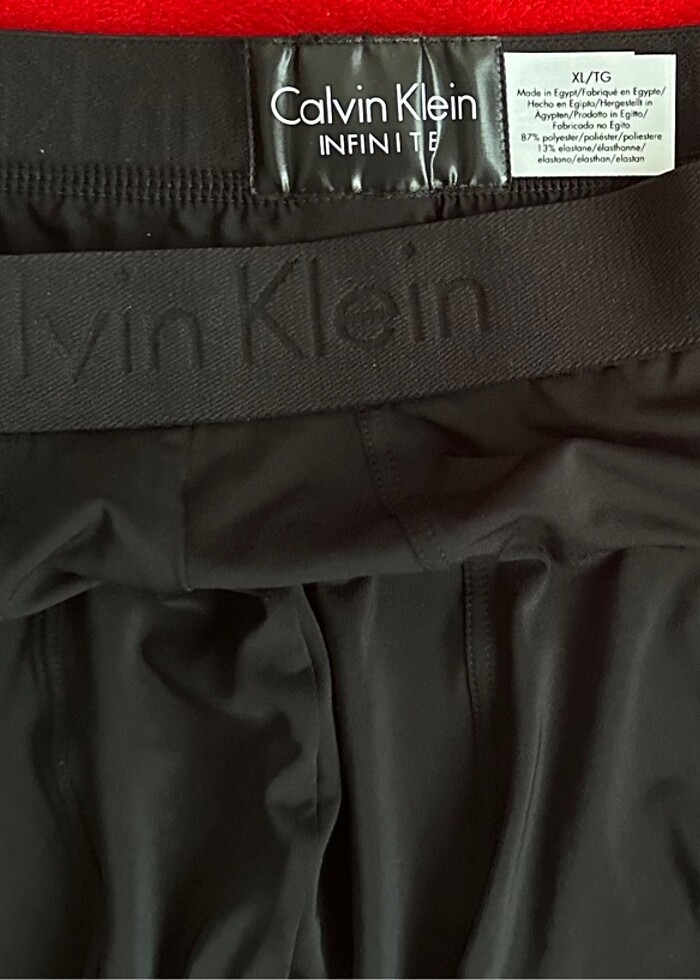 Calvin Klein
INFINITE
XL/TG
Made in Egypt/Fabriqué en Egypte/
Hecho en Egipto/Hergestellt in
Ägypten/Prodotto in Egitto/
Fabricado no Egito
87% polyester/poliéster/poliestere
13% elastane/élasthanne/
elastano/elasthan/elastan
lvin Klein